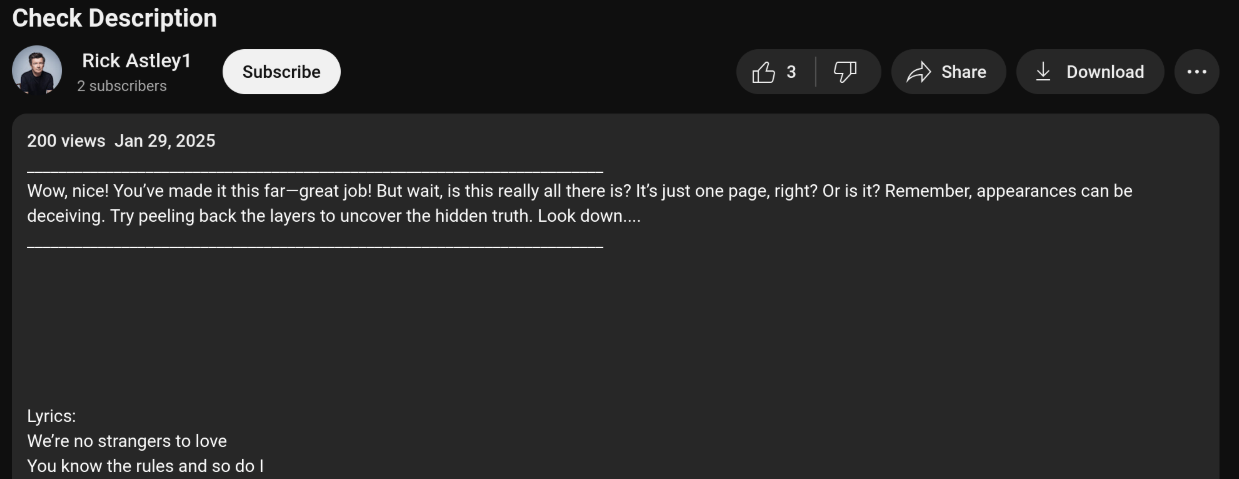 Check Description
Rick Astley1
2 subscribers
Subscribe
3
Share
Download
200 views Jan 29, 2025
Wow, nice! You’ve made it this far—great job! But wait, is this really all there is? It’s just one page, right? Or is it? Remember, appearances can be
deceiving. Try peeling back the layers to uncover the hidden truth. Look down....
Lyrics:
We’re no strangers to love
You know the rules and so do I